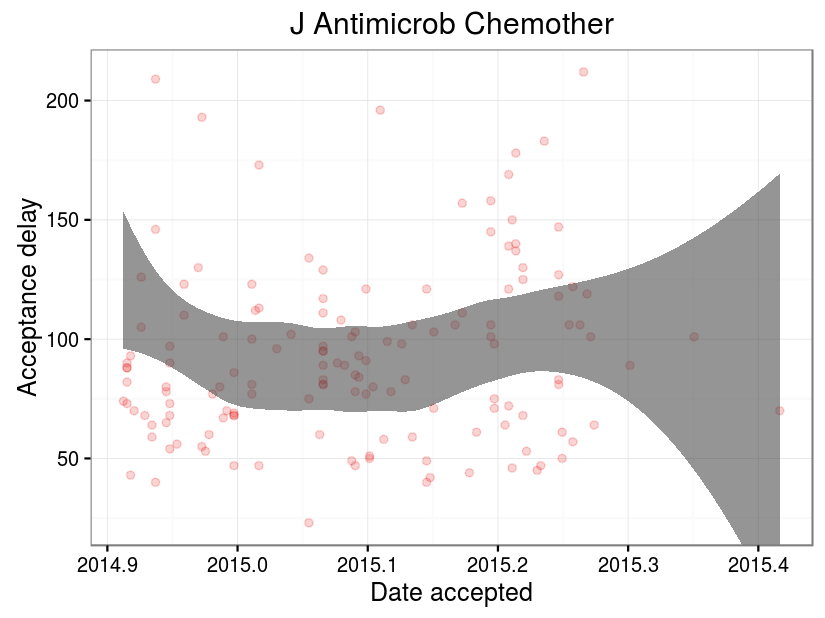 J Antimicrob Chemother
Acceptance delay
200
150
100
50
2014.9 2015.0 2015.1 2015.2 2015.3 2015.4
Date accepted